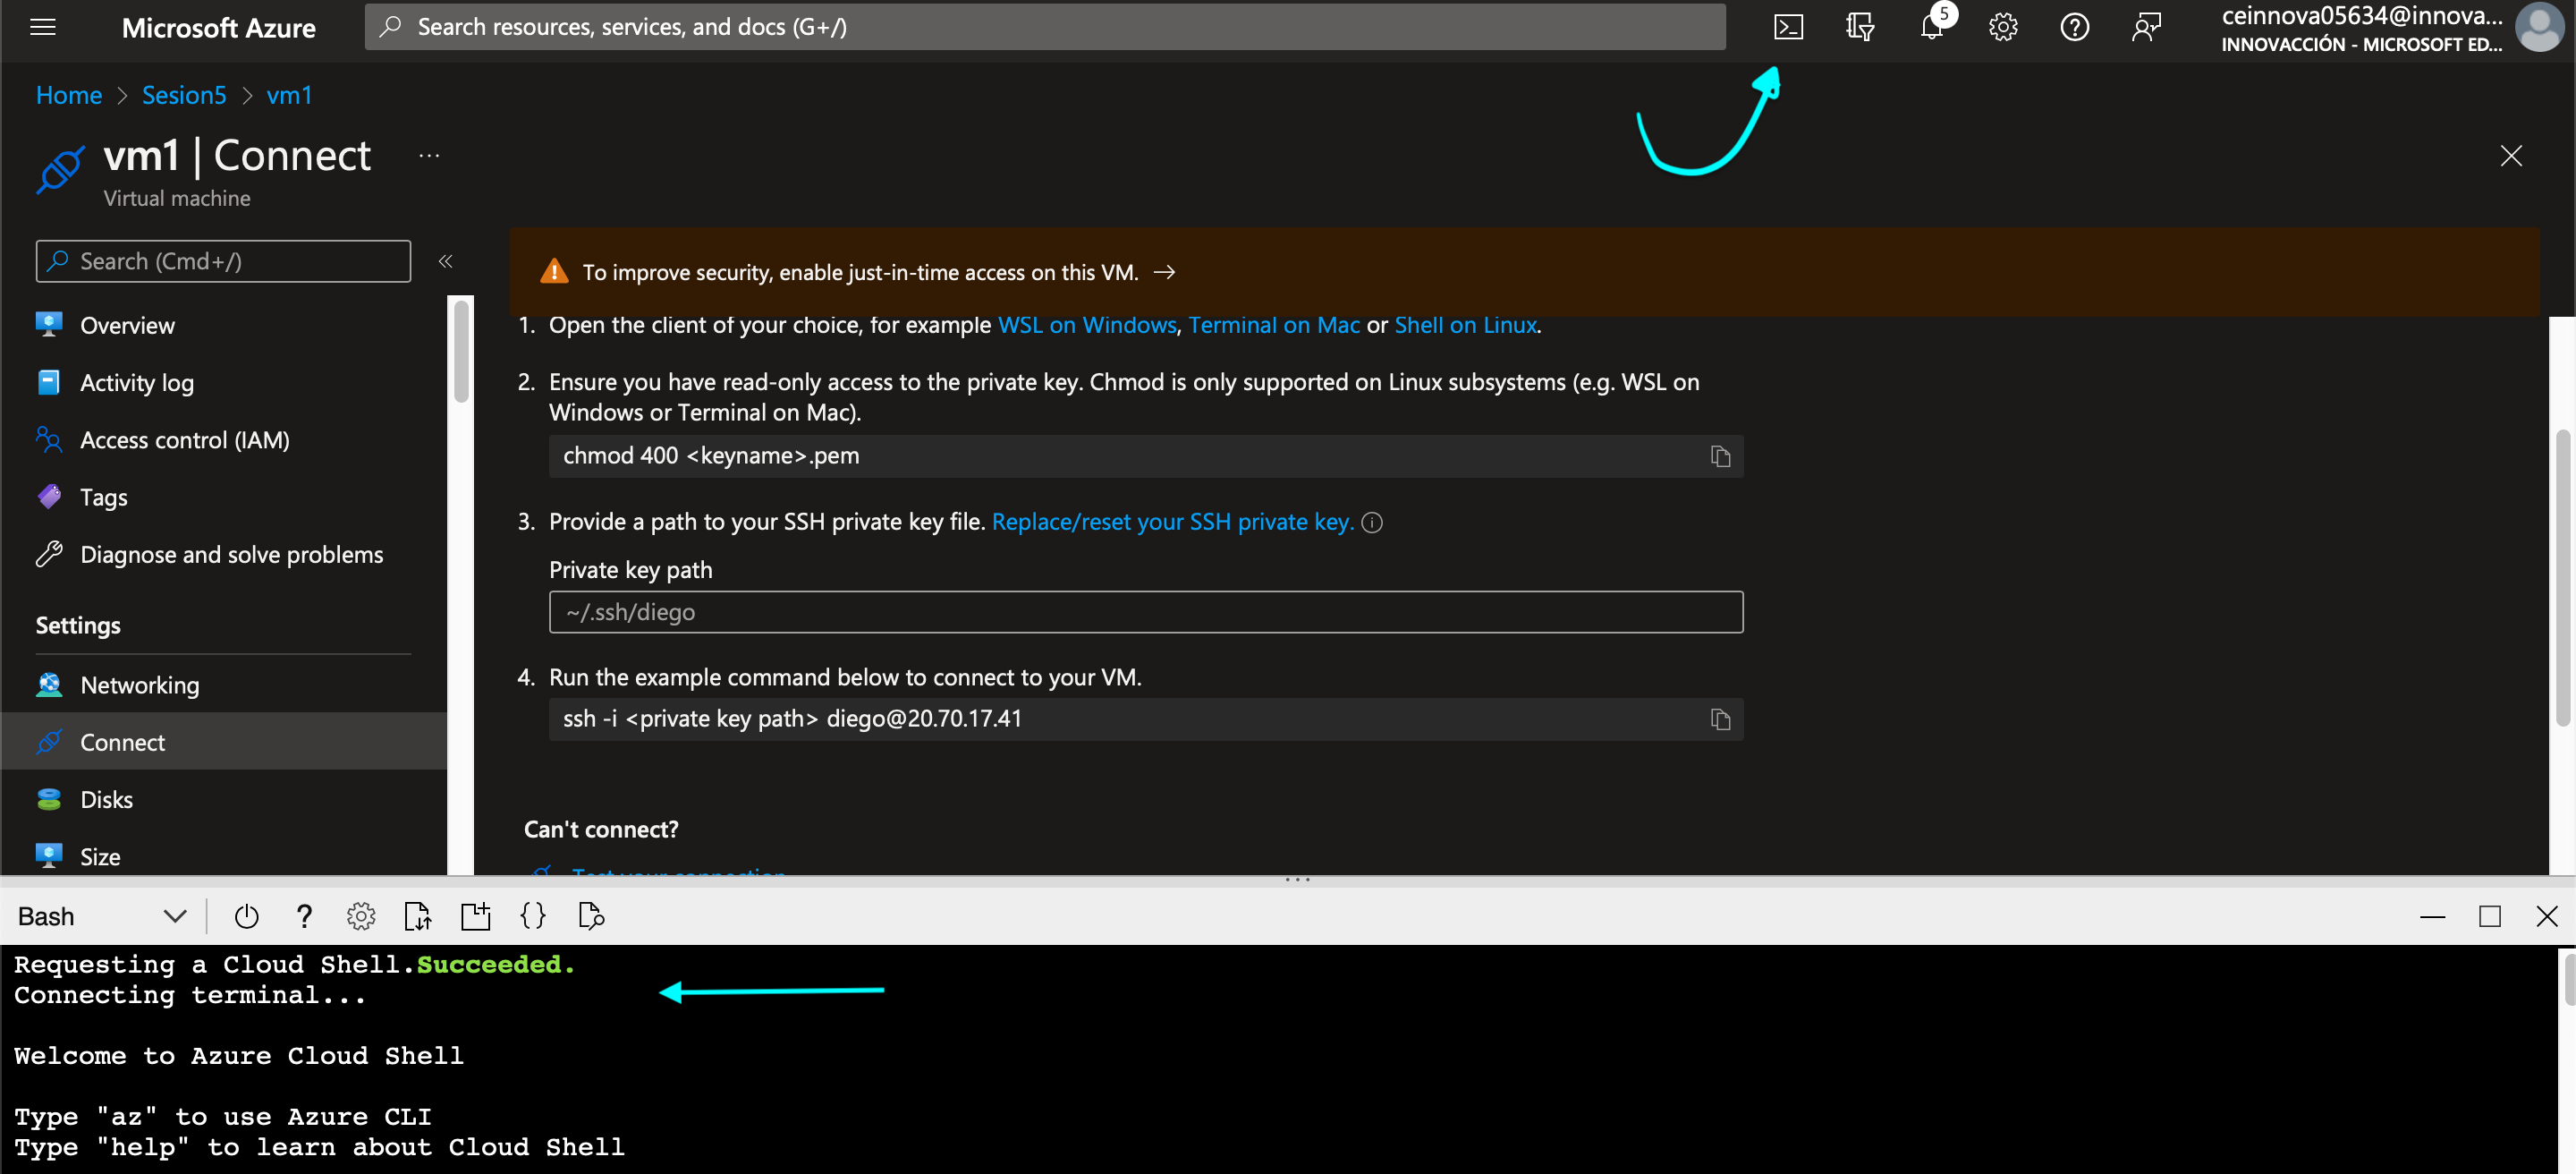 Microsoft Azure
Search resources, services, and docs (G+/)
5
ceinnova05634@innova...
INNOVACCIÓN - MICROSOFT ED...
Home > Sesion5 > vm1
vm1 | Connect ...
Virtual machine
Search (Cmd+/)
«
Overview
Activity log
Access control (IAM)
Tags
Diagnose and solve problems
Settings
Networking
Connect
Disks
Size
To improve security, enable just-in-time access on this VM. →
1. Open the client of your choice, for example WSL on Windows, Terminal on Mac or Shell on Linux.
2. Ensure you have read-only access to the private key. Chmod is only supported on Linux subsystems (e.g. WSL on
Windows or Terminal on Mac).
chmod 400 <keyname>.pem
3. Provide a path to your SSH private key file. Replace/reset your SSH private key.
Private key path
~/.ssh/diego
4. Run the example command below to connect to your VM.
ssh -i <private key path> diego@20.70.17.41
Can't connect?
Test your connection
Bash
Requesting a Cloud Shell.Succeeded.
Connecting terminal...
Welcome to Azure Cloud Shell
Type "az" to use Azure CLI
Type "help" to learn about Cloud Shell